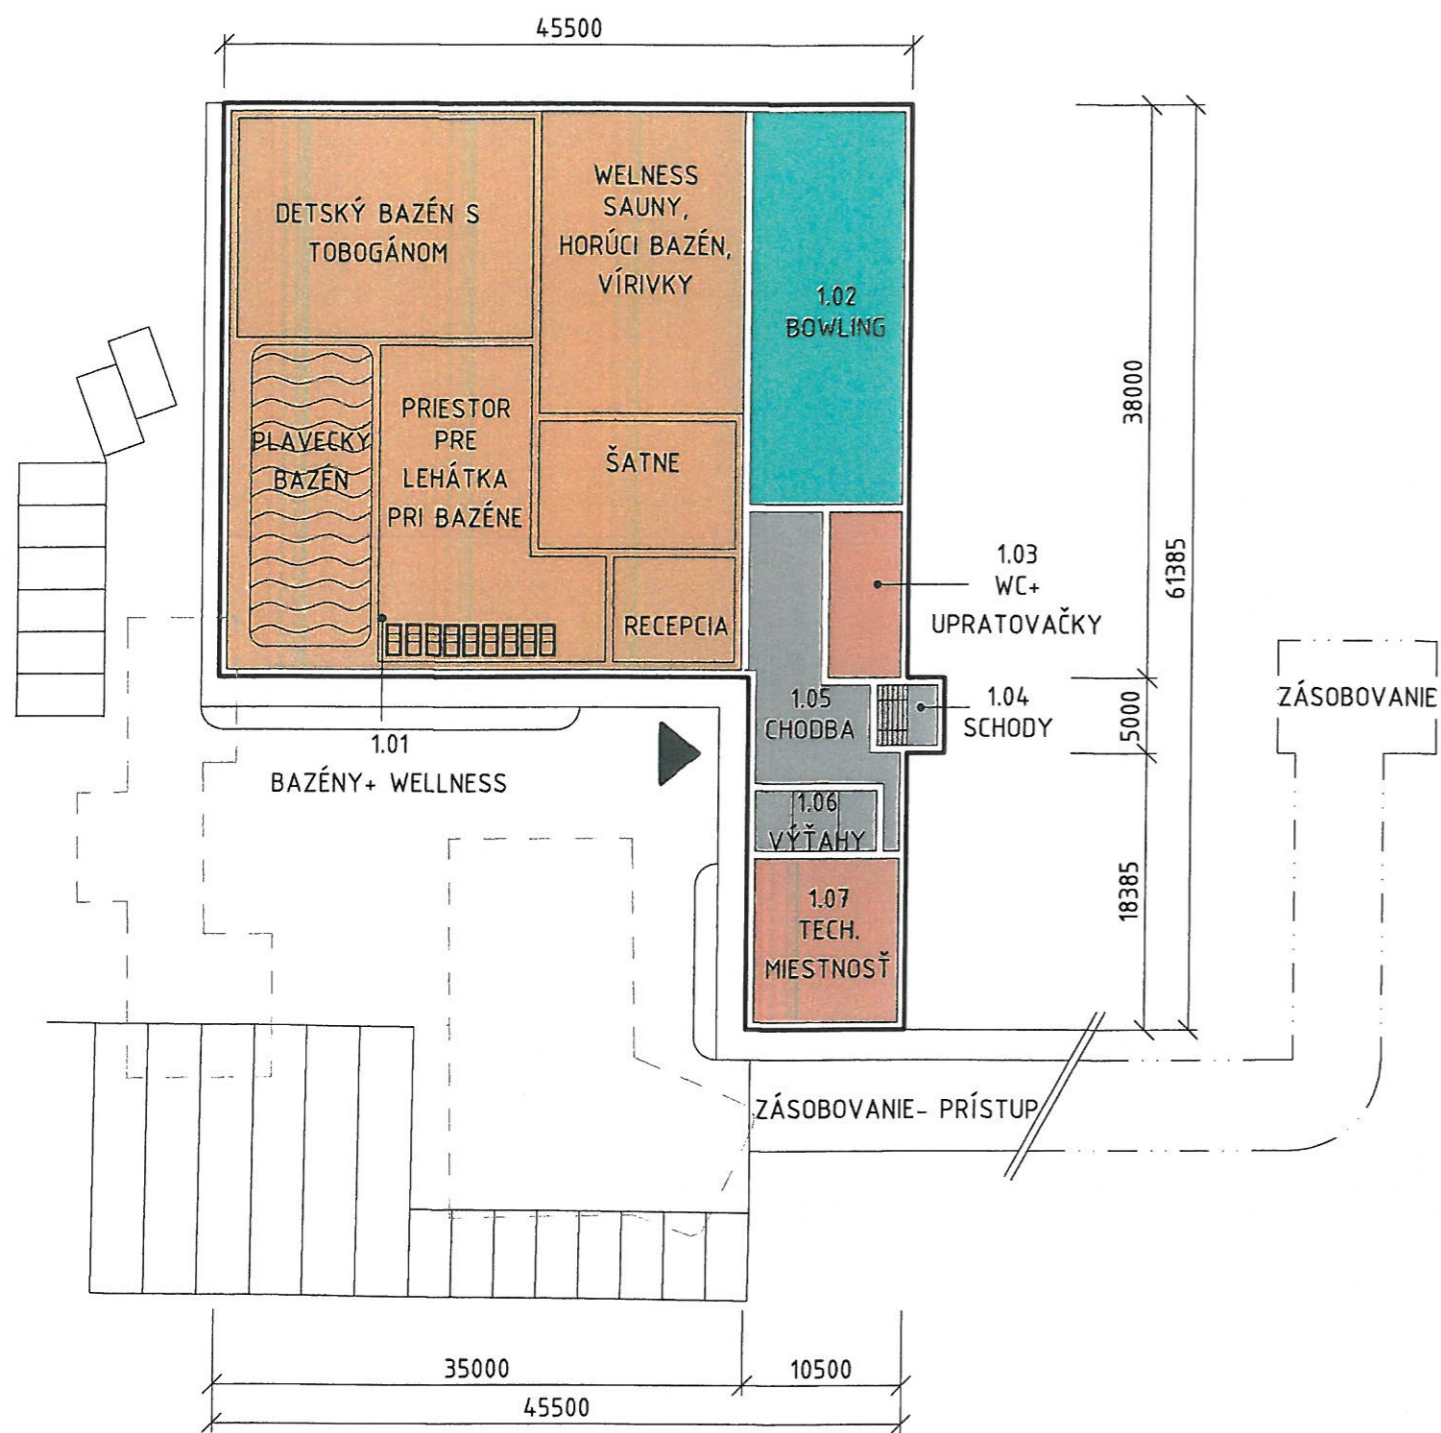 45500
DETSKÝ BAZÉN S
TOBOGÁNOM
WELNESS
SAUNY,
HORÚCI BAZÉN,
VÍRIVKY
1.02
BOWLING
PLAVECKY
BAZÉN
PRIESTOR
PRE
LEHÁTKA
PRI BAZÉNE
ŠATNE
RECEPCIA
1.03
WC+
UPRATOVAČKY
38000
61385
5000
18385
1.04
SCHODY
1.05
CHODBA
1.01
BAZÉNY+ WELLNESS
1.06
VÝŤAHY
1.07
TECH.
MIESTNOSŤ
ZÁSOBOVANIE
ZÁSOBOVANIE- PRÍSTUP
35000
10500
45500